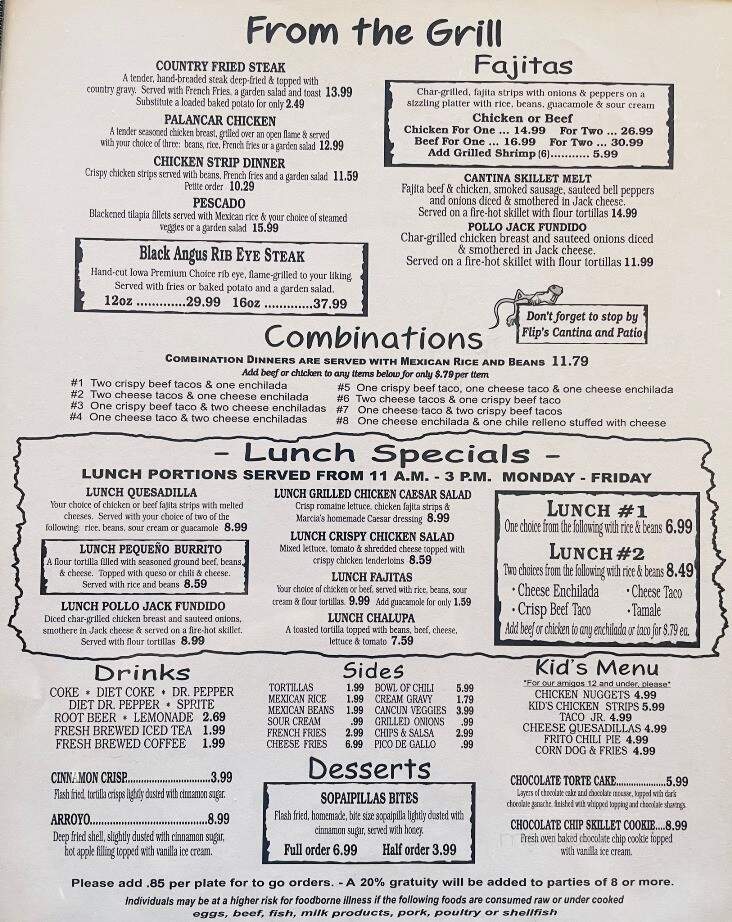 From the Grill
COUNTRY FRIED STEAK
A tender, hand-breaded steak deep-fried & topped with
country gravy. Served with French Fries, a garden salad and toast 13.99
Substitute a loaded baked potato for only 2.49
PALANCAR CHICKEN
A tender seasoned chicken breast, grilled over an open flame & served
with your choice of three: beans, rice, French fries or a garden salad 12.99
CHICKEN STRIP DINNER
Crispy chicken strips served with beans, French fries and a garden salad 11.59
Petite order 10.29
PESCADO
Blackened tilapia fillets served with Mexican rice & your choice of steamed
veggies or a garden salad 15.99
Black Angus RIB EYE STEAK
Hand-cut Iowa Premium Choice rib eye, flame-grilled to your liking
Served with fries or baked potato and a garden salad.
12oz .............29.99 16oz .............37.99
Fajitas
Char-grilled, fajita strips with onions & peppers on a
sizzling platter with rice, beans, guacamole & sour cream
Chicken or Beef
Chicken For One ... 14.99 For Two ... 26.99
Beef For One ... 16.99 For Two ... 30.99
Add Grilled Shrimp (6)........... 5.99
CANTINA SKILLET MELT
Fajita beef & chicken, smoked sausage, sauteed bell peppers
and onions diced & smothered in Jack cheese.
Served on a fire-hot skillet with flour tortillas 14.99
POLLO JACK FUNDIDO
Char-grilled chicken breast and sauteed onions diced
& smothered in Jack cheese.
Served on a fire-hot skillet with flour tortillas 11.99
Don't forget to stop by
Flip's Cantina and Patio
Combinations
COMBINATION DINNERS ARE SERVED WITH MEXICAN RICE AND BEANS 11.79
Add beef or chicken to any items below for only $.79 per item
#1 Two crispy beef tacos & one enchilada
#2 Two cheese tacos & one cheese enchilada
#3 One crispy beef taco & two cheese enchiladas
#4 One cheese taco & two cheese enchiladas
#5 One crispy beef taco, one cheese taco & one cheese enchilada
#6 Two cheese tacos & one crispy beef taco
#7 One cheese taco & two crispy beef tacos
#8 One cheese enchilada & one chile relleno stuffed with cheese
- Lunch Specials -
LUNCH PORTIONS SERVED FROM 11 A.M. - 3 P.M. MONDAY - FRIDAY
LUNCH QUESADILLA
Your choice of chicken or beef fajita strips with melted
cheeses. Served with your choice of two of the
following: rice, beans, sour cream or guacamole 8.99
LUNCH PEQUEÑO BURRITO
A flour tortilla filled with seasoned ground beef, beans,
& cheese. Topped with queso or chili & cheese.
Served with rice and beans 8.59
LUNCH POLLO JACK FUNDIDO
Diced char-grilled chicken breast and sauteed onions,
smothere in Jack cheese & served on a fire-hot skillet.
Served with flour tortillas 8.99
LUNCH GRILLED CHICKEN CAESAR SALAD
Crisp romaine lettuce, chicken fajita strips &
Marcia's homemade Caesar dressing 8.99
LUNCH CRISPY CHICKEN SALAD
Mixed lettuce, tomato & shredded cheese topped with
crispy chicken tenderloins 8.59
LUNCH FAJITAS
Your choice of chicken or beef, served with rice, beans, sour
cream & flour tortillas. 9.99 Add guacamole for only 1.59
LUNCH CHALUPA
A toasted tortilla topped with beans, beef, cheese,
lettuce & tomato 7.59
LUNCH #1
One choice from the following with rice & beans 6.99
LUNCH #2
Two choices from the following with rice & beans 8.49
• Cheese Enchilada • Cheese Taco
• Crisp Beef Taco • Tamale
Add beef or chicken to any enchilada or taco for $.79 ea.
Drinks
COKE * DIET COKE * DR. PEPPER
DIET DR. PEPPER * SPRITE
ROOT BEER * LEMONADE 2.69
FRESH BREWED ICED TEA 1.99
FRESH BREWED COFFEE 1.99
Sides
TORTILLAS 1.99 BOWL OF CHILI 5.99
MEXICAN RICE 1.99 CREAM GRAVY 1.79
MEXICAN BEANS 1.99 CANCUN VEGGIES 3.99
SOUR CREAM .99 GRILLED ONIONS .99
FRENCH FRIES 2.99 CHIPS & SALSA 2.99
CHEESE FRIES 6.99 PICO DE GALLO .99
Kid's Menu
"For our amigos 12 and under, please"
CHICKEN NUGGETS 4.99
KID'S CHICKEN STRIPS 5.99
TACO JR. 4.99
CHEESE QUESADILLAS 4.99
FRITO CHILI PIE 4.99
CORN DOG & FRIES 4.99
Desserts
CINNAMON CRISP............................3.99
Flash fried, tortilla crisps lightly dusted with cinnamon sugar.
ARROYO.......................................8.99
Deep fried shell, slightly dusted with cinnamon sugar,
hot apple filling topped with vanilla ice cream.
SOPAIPILLAS BITES
Flash fried, homemade, bite size sopaipilla lightly dusted with
cinnamon sugar, served with honey.
Full order 6.99 Half order 3.99
CHOCOLATE TORTE CAKE..................5.99
Layers of chocolate cake and chocolate mousse, topped with dark
chocolate ganache, finished with whipped topping and chocolate shavings.
CHOCOLATE CHIP SKILLET COOKIE....8.99
Fresh oven baked chocolate chip cookie topped
with vanilla ice cream.
Please add .85 per plate for to go orders. - A 20% gratuity will be added to parties of 8 or more.
Individuals may be at higher risk for foodborne illness if the following foods are consumed raw or under cooked
eggs, beef, fish, milk products, pork, poultry or shellfish